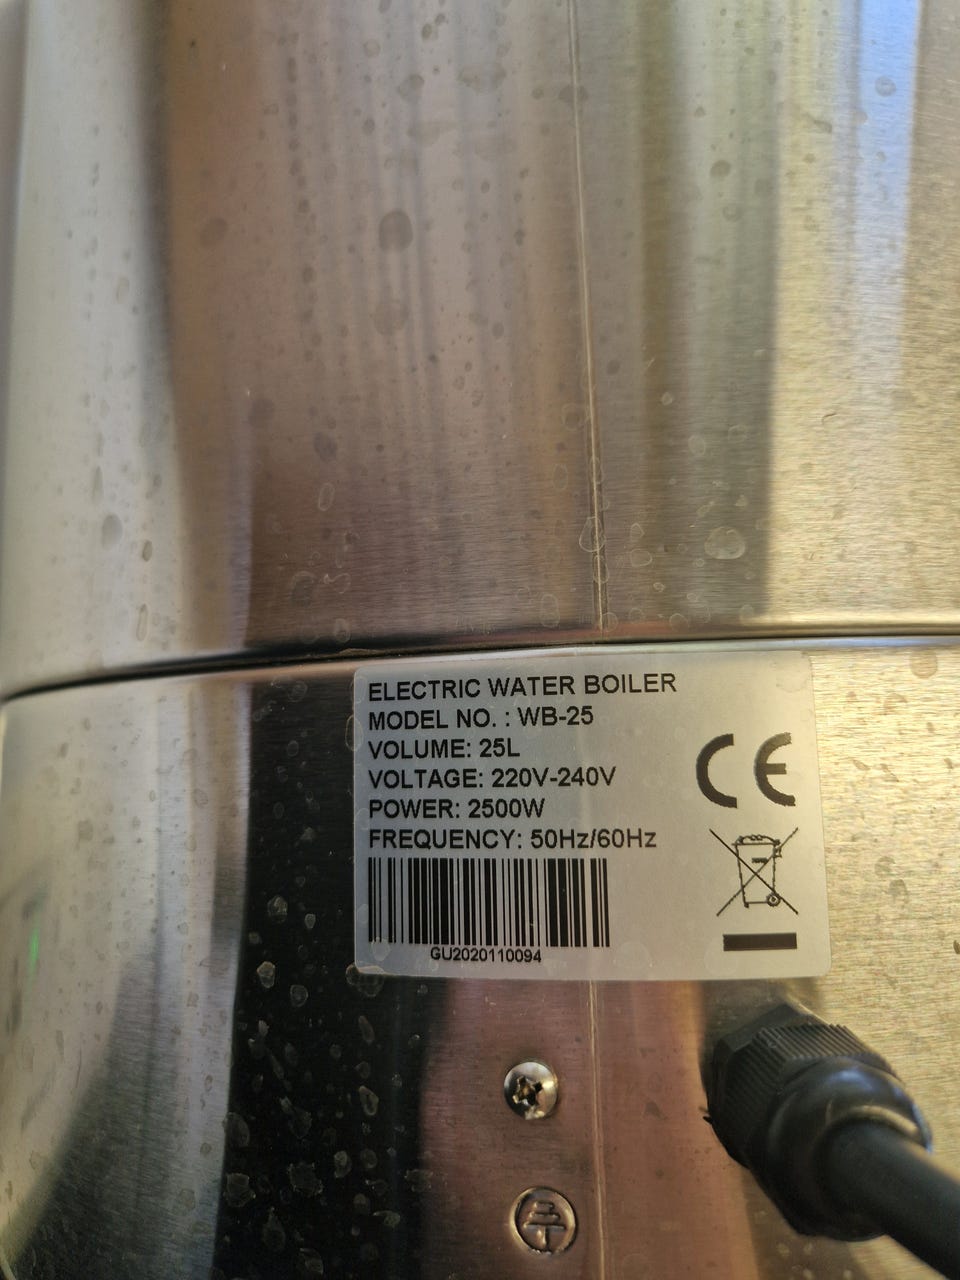 ELECTRIC WATER BOILER
MODEL NO. : WB-25
VOLUME: 25L
VOLTAGE: 220V-240V
POWER: 2500W
FREQUENCY: 50Hz/60Hz
CE
GU2020110094